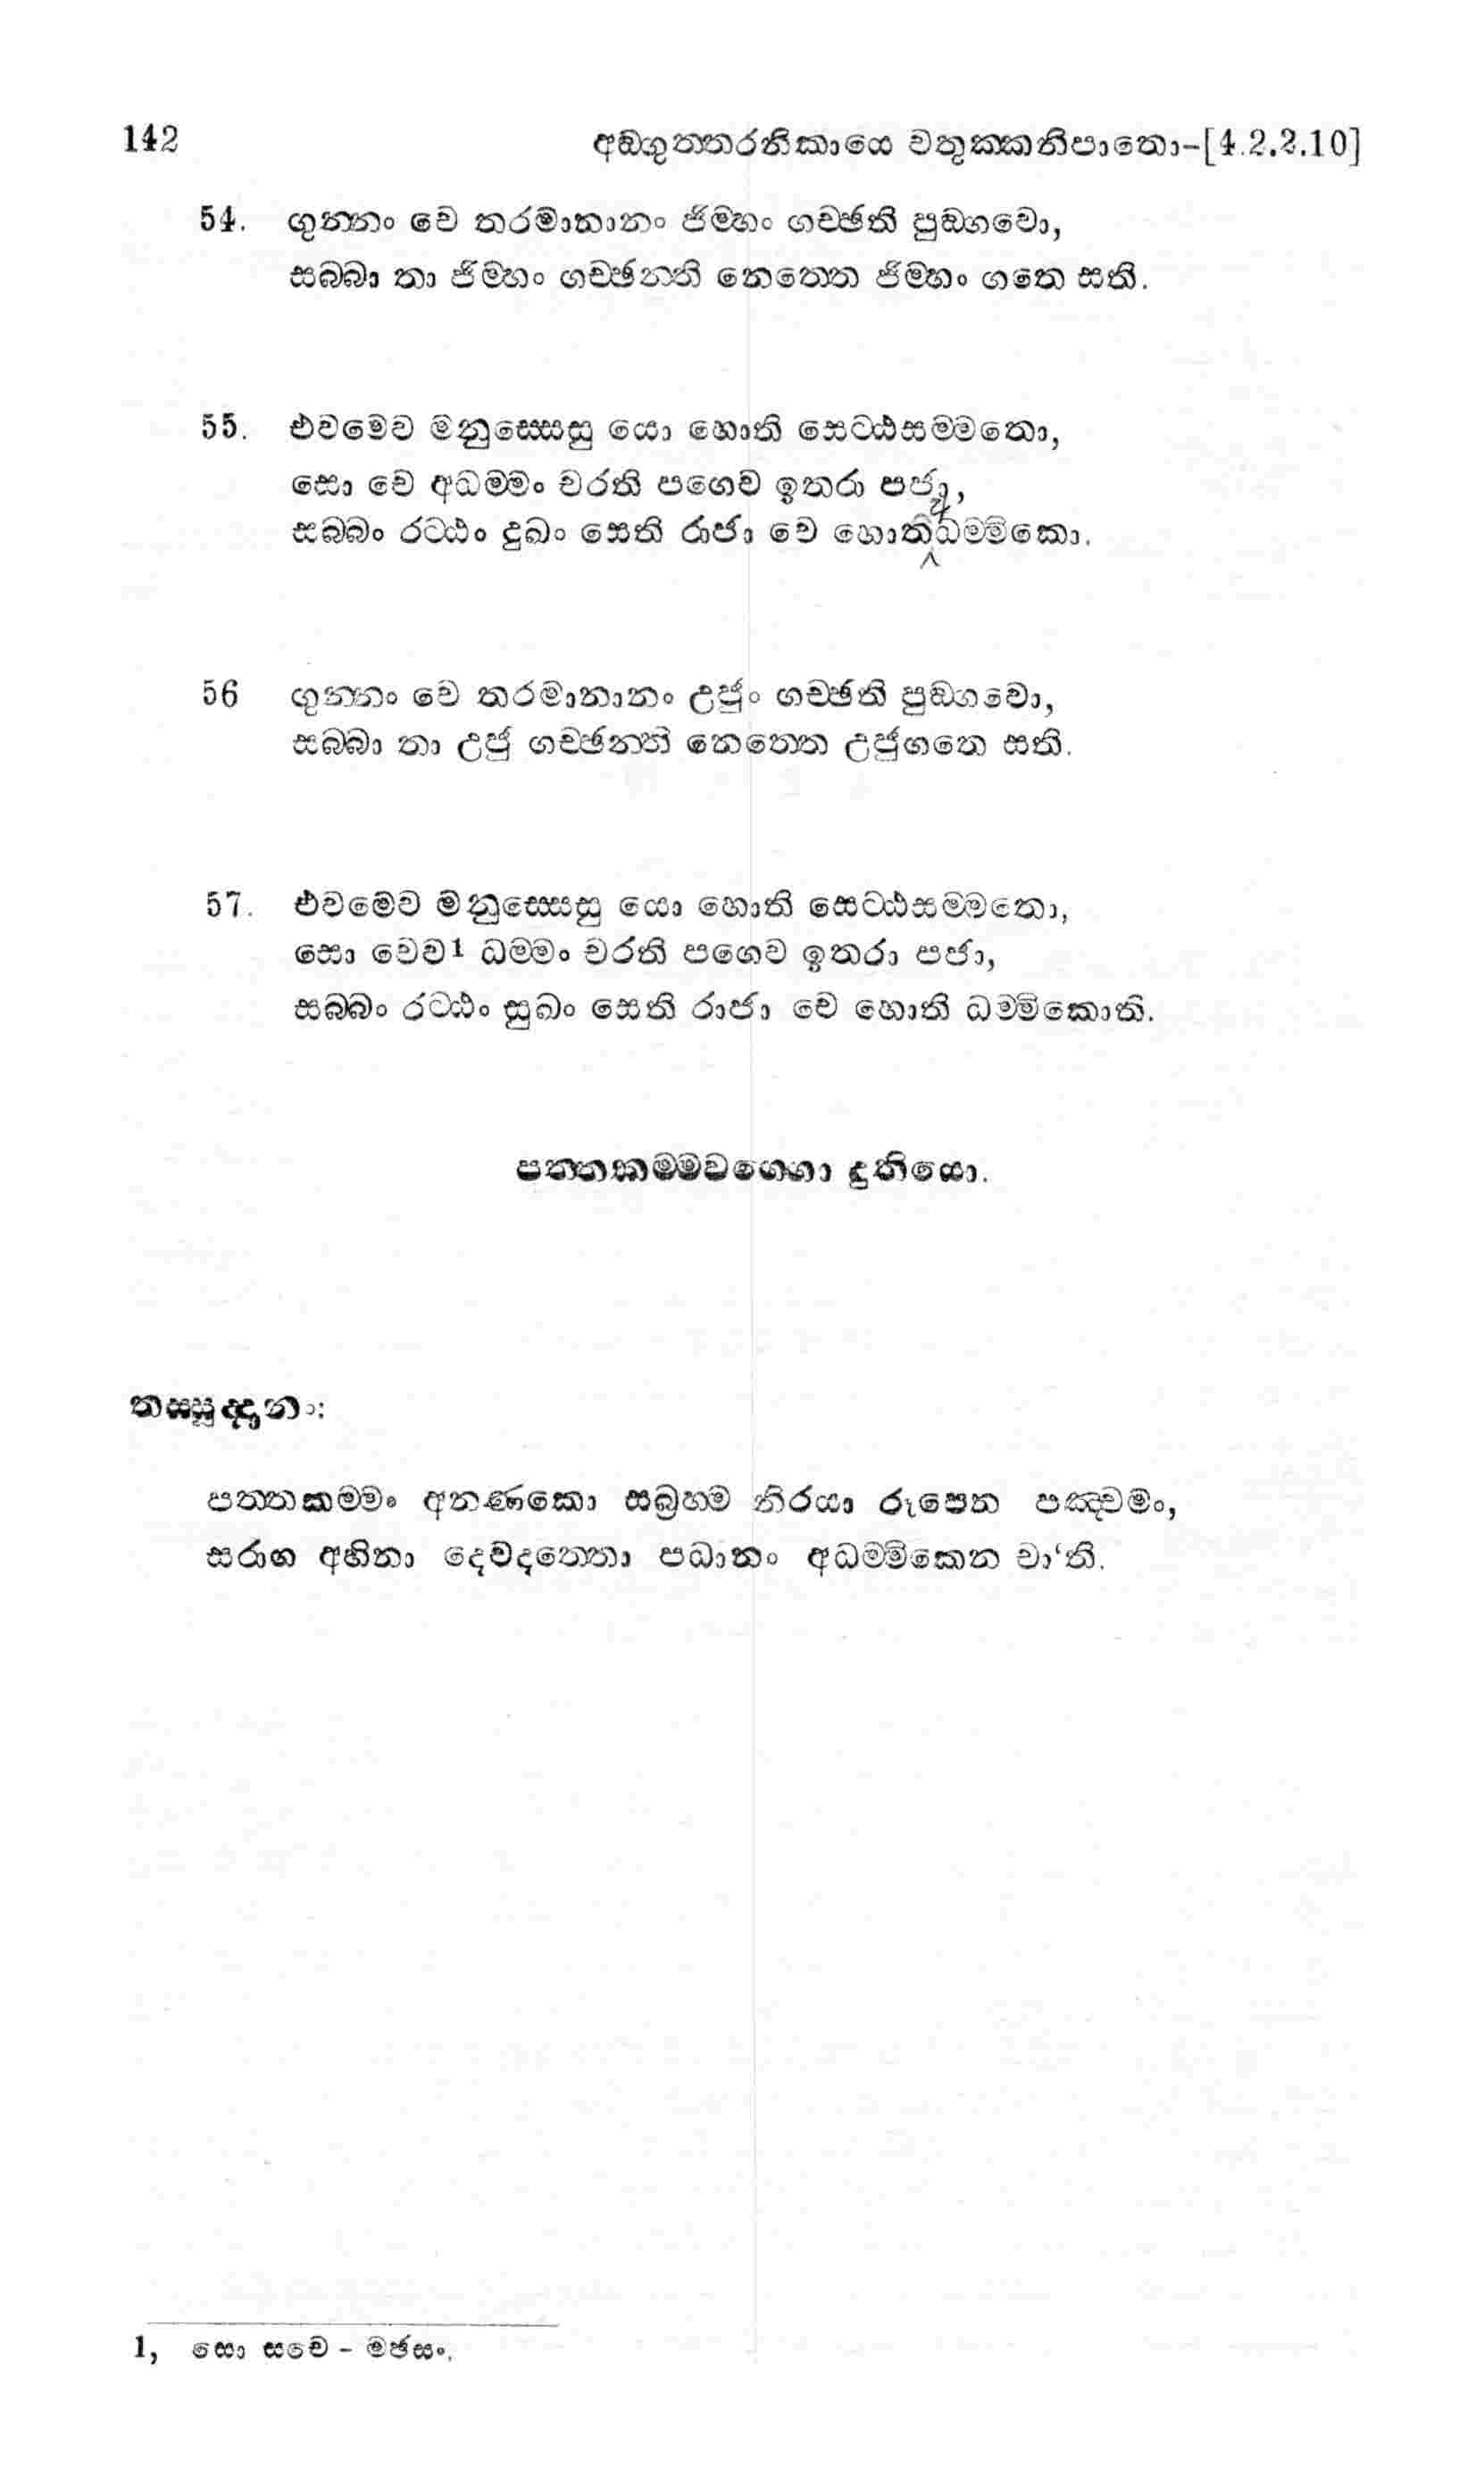 142 අඞ්ගුත්තරනිකායෙ චතුක්කනිපාතො-[4.2.2.10]
54. ගුන්නං චෙ තරමානානං ජිම්හං ගච්ඡති පුඞ්ගවො,
සබ්බා තා ජිම්හං ගච්ඡන්ති නෙත්තෙ ජිම්හං ගතෙ සති.
55. එවමෙව මනුස්සෙසු යො හොති සෙට්ඨසම්මතො,
සො චෙ අධම්මං චරති පගෙව ඉතරා පජා,
සබ්බං රට්ඨං දුඛං සෙති රාජා චෙ හොති අධම්මිකො.
56 ගුන්නං චෙ තරමානානං උජුං ගච්ඡති පුඞ්ගවො,
සබ්බා තා උජු ගච්ඡන්ති නෙත්තෙ උජුගතෙ සති.
57. එවමෙව මනුස්සෙසු යො හොති සෙට්ඨසම්මතො,
සො චෙව1 ධම්මං චරති පගෙව ඉතරා පජා,
සබ්බං රට්ඨං සුඛං සෙති රාජා චෙ හොති ධම්මිකොති.
පත්තකම්මවග්ගො දුතියො.
තස්සුද්දානං:
පත්තකම්මං අනණකො සබ්‍රහ්ම නිරයා රූපෙන පඤ්චමං,
සරාග අහිනා දෙවදත්තො පධානං අධම්මිකෙන චා‘ති.
1, සො සචෙ - මඡසං.